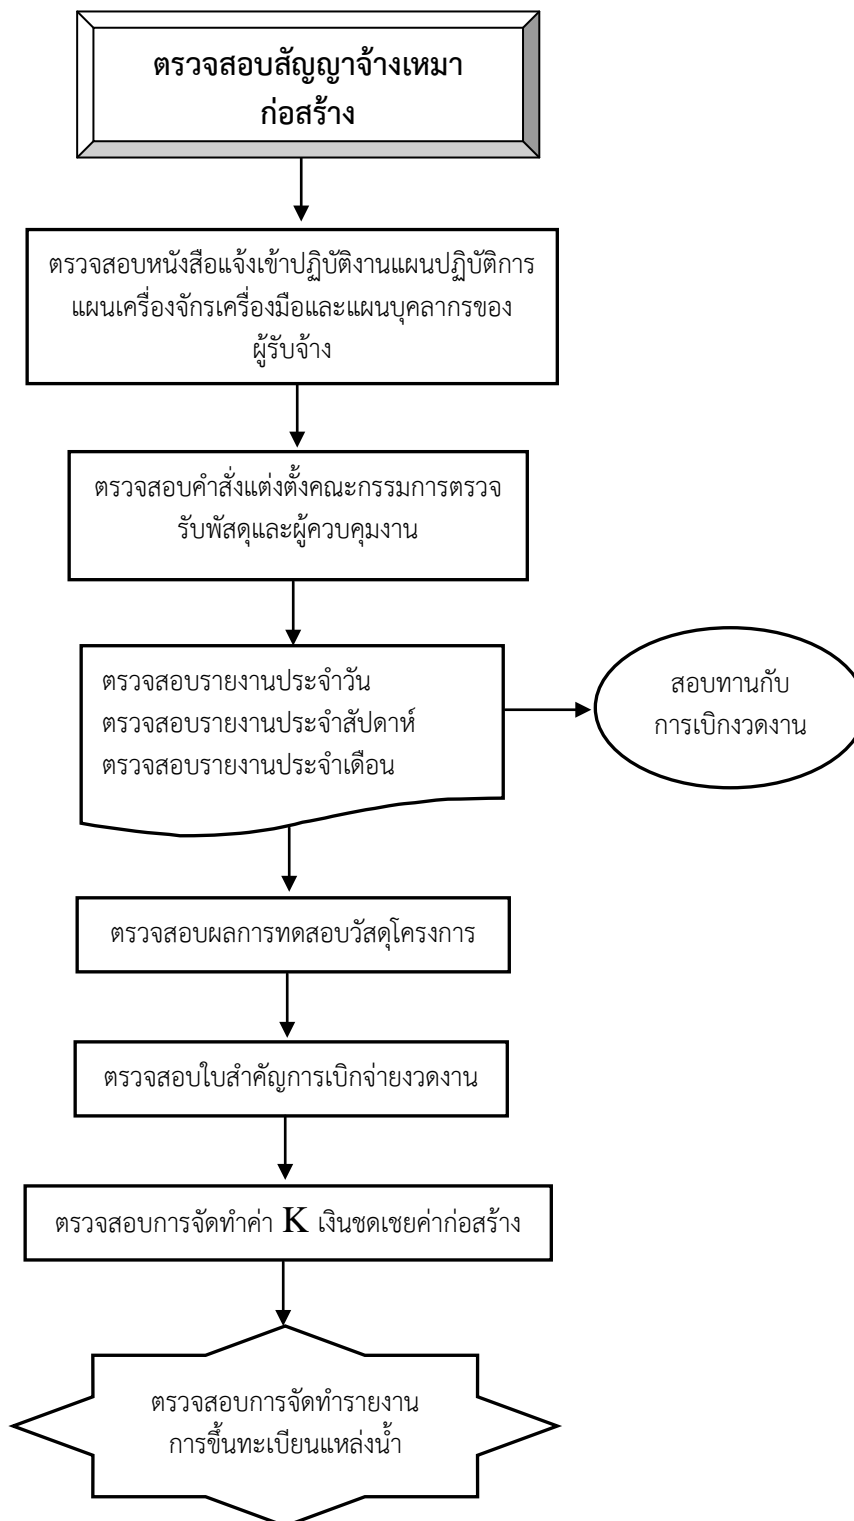 ตรวจสอบสัญญาจ้างเหมา
ก่อสร้าง
ตรวจสอบหนังสือแจ้งเข้าปฏิบัติงานแผนปฏิบัติการ
แผนเครื่องจักรเครื่องมือและแผนบุคลากรของ
ผู้รับจ้าง
ตรวจสอบคำสั่งแต่งตั้งคณะกรรมการตรวจ
รับพัสดุและผู้ควบคุมงาน
ตรวจสอบรายงานประจำวัน
ตรวจสอบรายงานประจำสัปดาห์
ตรวจสอบรายงานประจำเดือน
สอบทานกับ
การเบิกงวดงาน
ตรวจสอบผลการทดสอบวัสดุโครงการ
ตรวจสอบใบสำคัญการเบิกจ่ายงวดงาน
ตรวจสอบการจัดทำค่า K เงินชดเชยค่าก่อสร้าง
ตรวจสอบการจัดทำรายงาน
การขึ้นทะเบียนแหล่งน้ำ